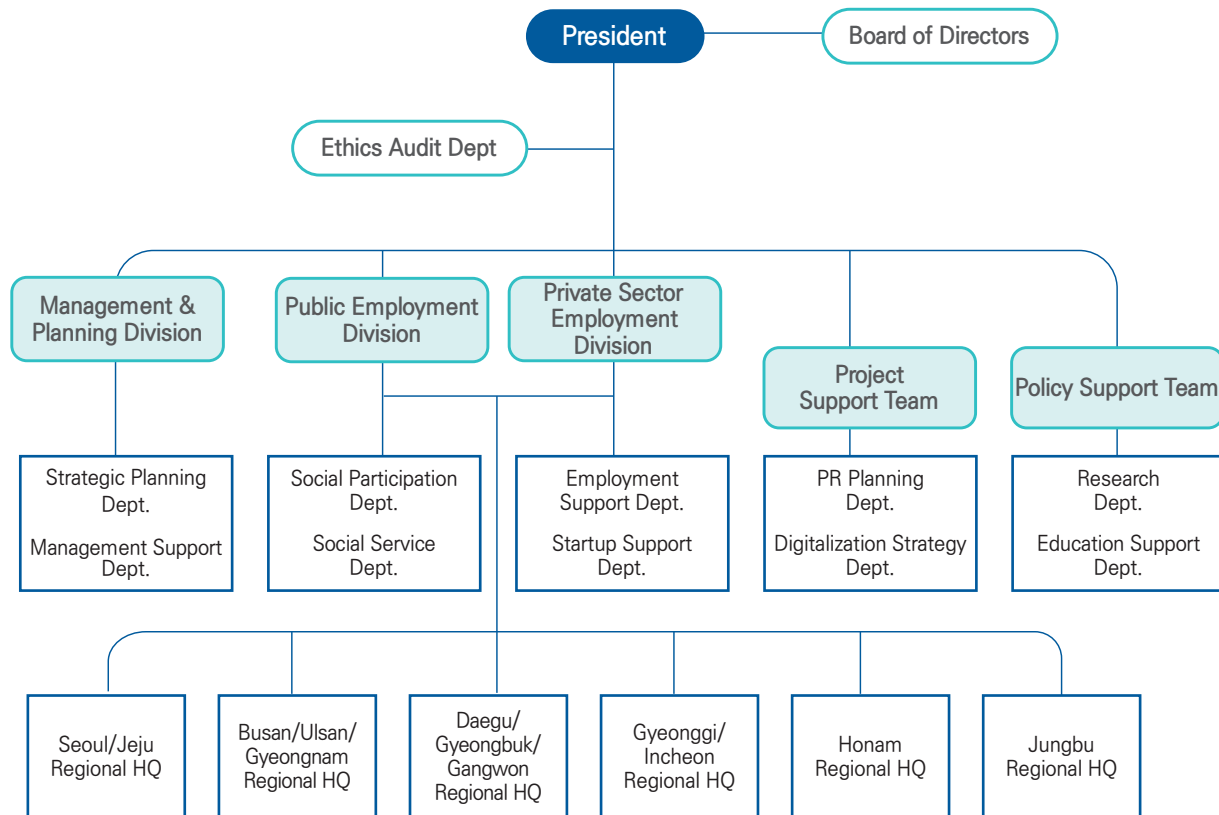 President
Board of Directors
Ethics Audit Dept
Management &
Planning Division
Public Employment
Division
Private Sector
Employment
Division
Project
Support Team
Policy Support Team
Strategic Planning
Dept.
Management Support
Dept.
Social Participation
Dept.
Social Service
Dept.
Employment
Support Dept.
Startup Support
Dept.
PR Planning
Dept.
Digitalization Strategy
Dept.
Research
Dept.
Education Support
Dept.
Seoul/Jeju
Regional HQ
Busan/Ulsan/
Gyeongnam
Regional HQ
Daegu/
Gyeongbuk/
Gangwon
Regional HQ
Gyeonggi/
Incheon
Regional HQ
Honam
Regional HQ
Jungbu
Regional HQ